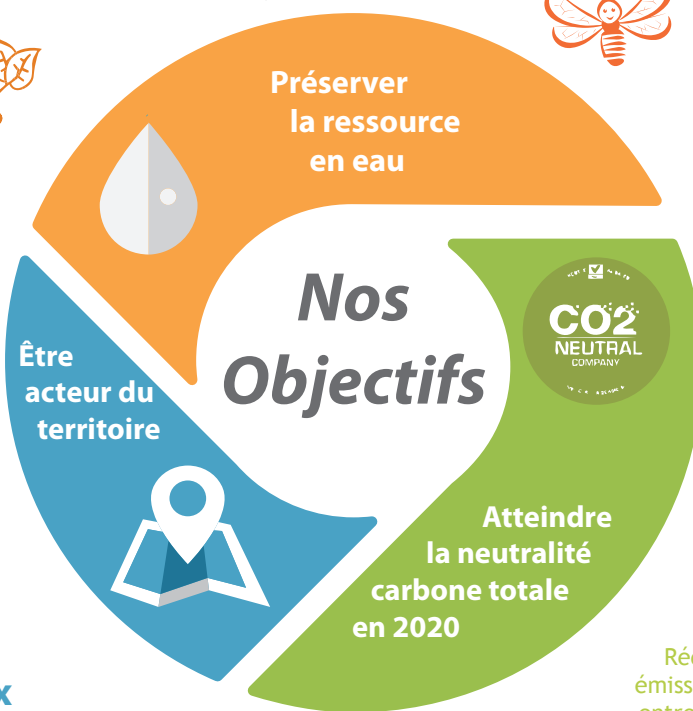 Préserver
la ressource
en eau
Nos
Objectifs
CO2
NEUTRAL
COMPANY
Être
acteur du
territoire
Atteindre
la neutralité
carbone totale
en 2020